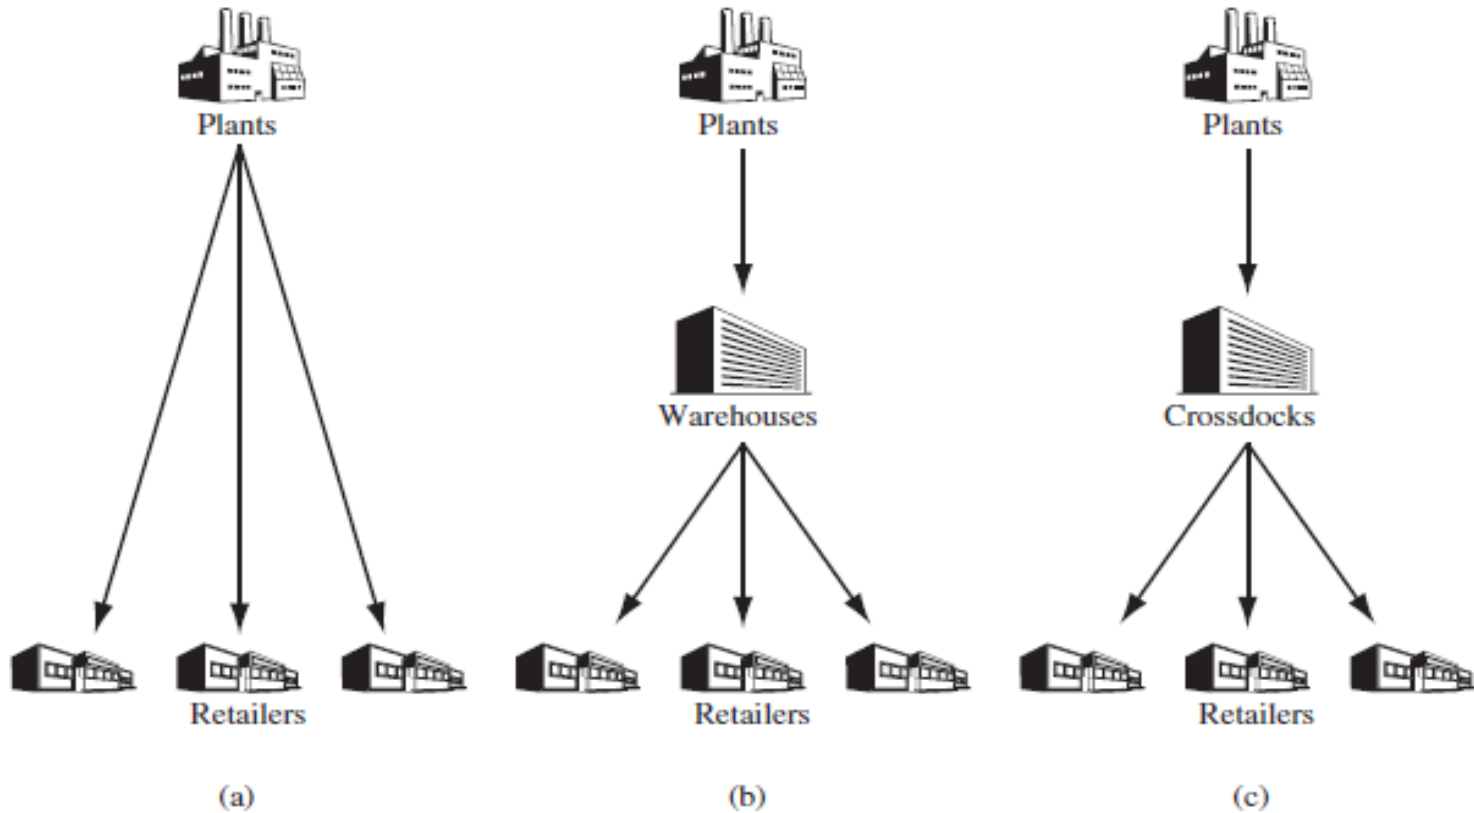 Plants
Plants
Plants
Warehouses
Crossdocks
Retailers
Retailers
Retailers
(a)
(b)
(c)